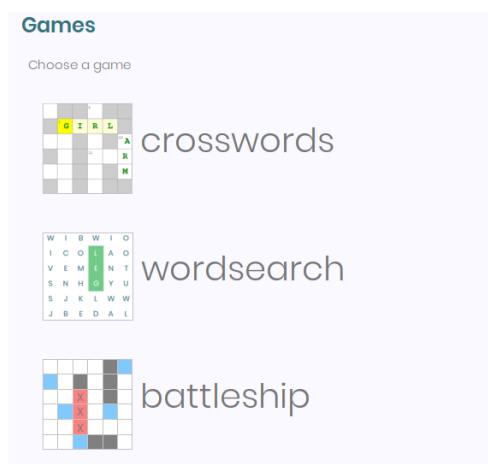 Games
Choose a game
G I R L
A
R
M
crosswords
W I B W I O
I C O L A O
V E M E N T
S N H G Y U
S J K L W W
J B E D A L
wordsearch
X
X
X
battleship